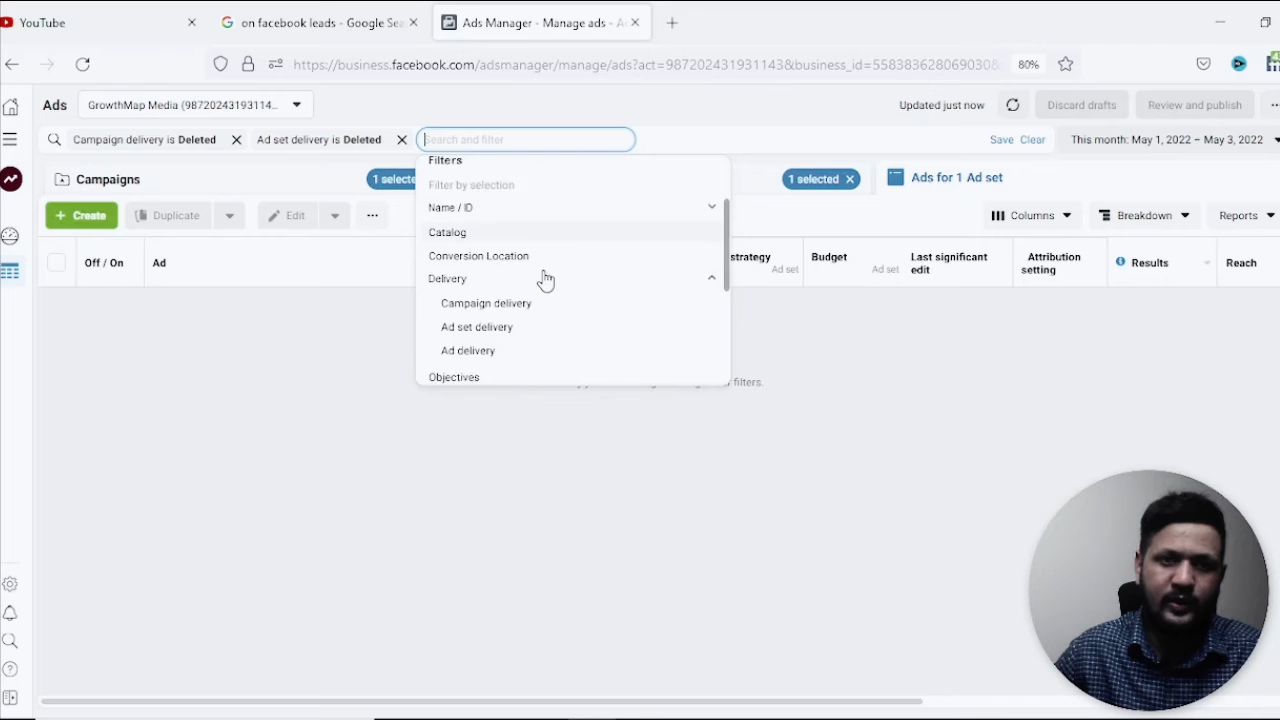 YouTube
on facebook leads - Google Sea
Ads Manager - Manage ads - A
https://business.facebook.com/adsmanager/manage/ads?act=987202431931143&business_id=558383628069030&
80%
Ads
GrowthMap Media (98720243193114...
Updated just now
Discard drafts
Review and publish
Campaign delivery is Deleted
Ad set delivery is Deleted
Search and filter
Save Clear
This month: May 1, 2022 – May 3, 2022
Campaigns
1 selected
Ads for 1 Ad set
Filters
Filter by selection
Name / ID
Catalog
Conversion Location
Delivery
Campaign delivery
Ad set delivery
Ad delivery
Objectives
+ Create
Duplicate
Edit
Columns
Breakdown
Reports
Off / On
Ad
strategy
Ad set
Budget
Ad set
Last significant
edit
Attribution
setting
Results
Reach
filters.